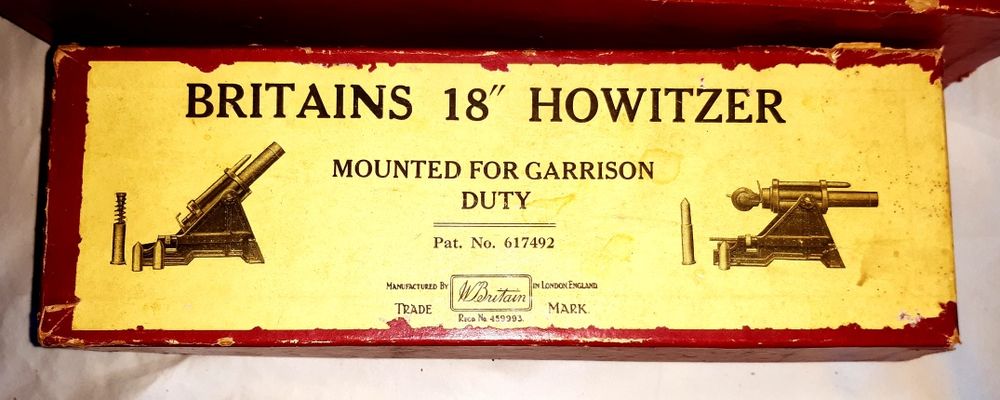 BRITAINS 18" HOWITZER
MOUNTED FOR GARRISON
DUTY
Pat. No. 617492
MANUFACTURED BY W. Britain IN LONDON ENGLAND
TRADE MARK.
REGD No. 459993.